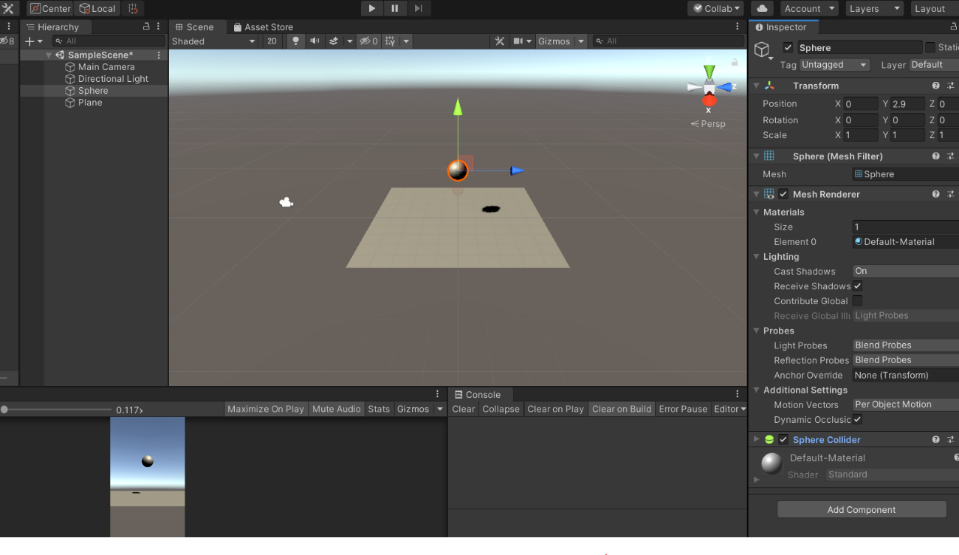 Center Local Collab Account Layers Layout
Hierarchy
All
SampleScene*
Main Camera
Directional Light
Sphere
Plane
Scene Asset Store
Shaded 2D 0 Gizmos All
z
x
Persp
Inspector
Sphere Static
Tag Untagged Layer Default
Transform
Position X 0 Y 2.9 Z 0
Rotation X 0 Y 0 Z 0
Scale X 1 Y 1 Z 1
Sphere (Mesh Filter)
Mesh Sphere
Mesh Renderer
Materials
Size 1
Element 0 Default-Material
Lighting
Cast Shadows On
Receive Shadows
Contribute Global
Receive Global Illu Light Probes
Probes
Light Probes Blend Probes
Reflection Probes Blend Probes
Anchor Override None (Transform)
Additional Settings
Motion Vectors Per Object Motion
Dynamic Occlusic
Sphere Collider
Default-Material
Shader Standard
Add Component
0.117x Maximize On Play Mute Audio Stats Gizmos
Console
Clear Collapse Clear on Play Clear on Build Error Pause Editor